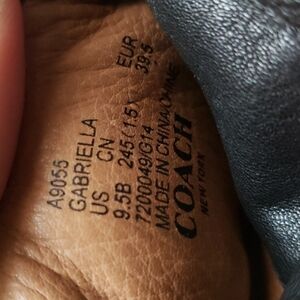 A9055
GABRIELLA
US CN EUR
9.5B 245(1.5) 39.5
7200049/G14
MADE IN CHINA/CHINE
COACH
NEW YORK